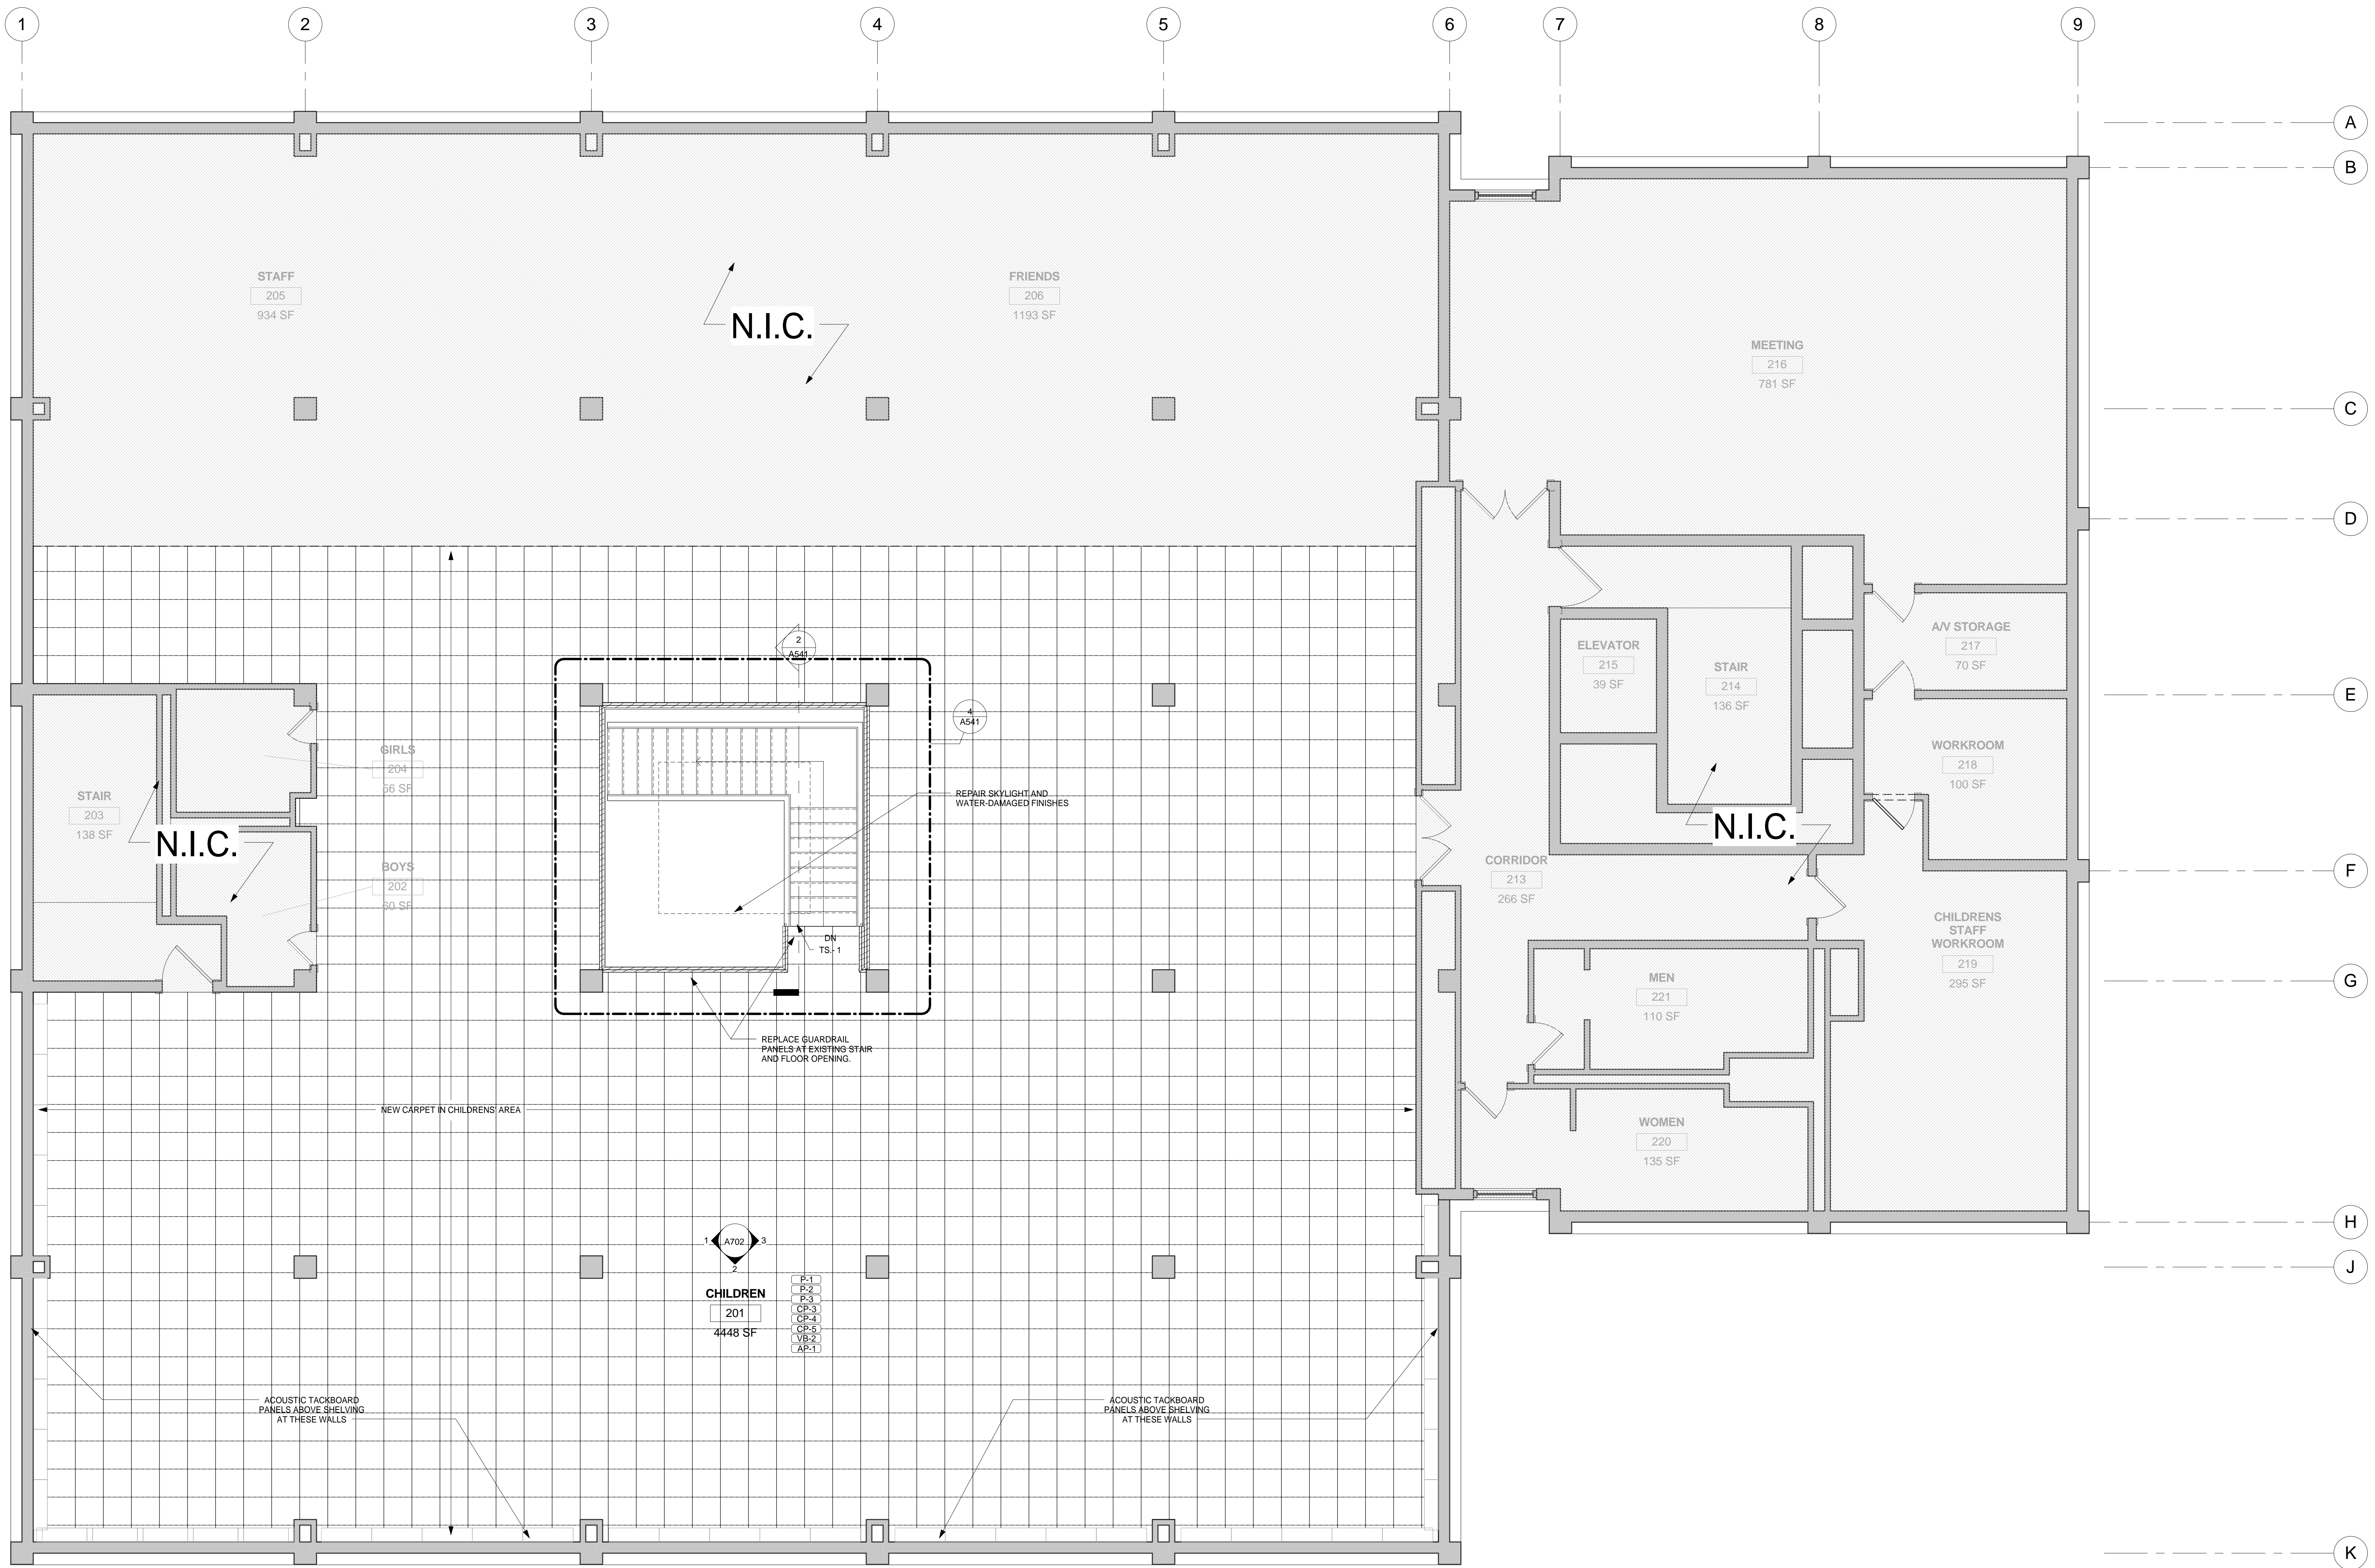 1
2
3
4
5
6
7
8
9
A
B
C
D
E
F
G
H
J
K
STAFF
205
934 SF
N.I.C.
FRIENDS
206
1193 SF
MEETING
216
781 SF
2
A541
4
A541
ELEVATOR
215
39 SF
STAIR
214
136 SF
A/V STORAGE
217
70 SF
WORKROOM
218
100 SF
GIRLS
204
56 SF
STAIR
203
138 SF
N.I.C.
BOYS
202
60 SF
REPAIR SKYLIGHT AND
WATER-DAMAGED FINISHES
N.I.C.
CORRIDOR
213
266 SF
CHILDRENS
STAFF
WORKROOM
219
295 SF
DN
TS.- 1
MEN
221
110 SF
REPLACE GUARDRAIL
PANELS AT EXISTING STAIR
AND FLOOR OPENING.
NEW CARPET IN CHILDRENS' AREA
WOMEN
220
135 SF
1
A702
3
2
CHILDREN
201
4448 SF
P-1
P-2
P-3
CP-3
CP-4
CP-5
VB-2
AP-1
ACOUSTIC TACKBOARD
PANELS ABOVE SHELVING
AT THESE WALLS
ACOUSTIC TACKBOARD
PANELS ABOVE SHELVING
AT THESE WALLS